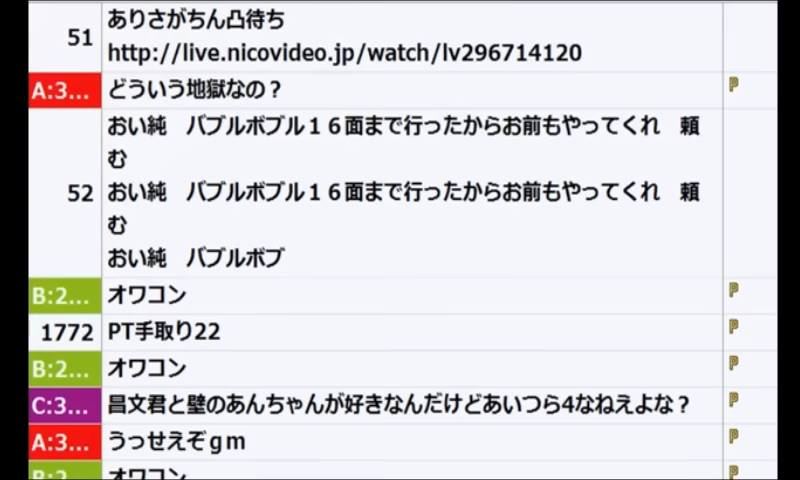 51
ありさがちん凸待ち
http://live.nicovideo.jp/watch/lv296714120
A:3... どういう地獄なの？ P
52
おい純　バブルボブル１６面まで行ったからお前もやってくれ　頼
む
おい純　バブルボブル１６面まで行ったからお前もやってくれ　頼
む
おい純　バブルボブ
B:2... オワコン P
1772 PT手取り22 P
B:2... オワコン P
C:3... 昌文君と壁のあんちゃんが好きなんだけどあいつら4なねえよな？ P
A:3... うっせえぞｇｍ P
B:2... オワコン P